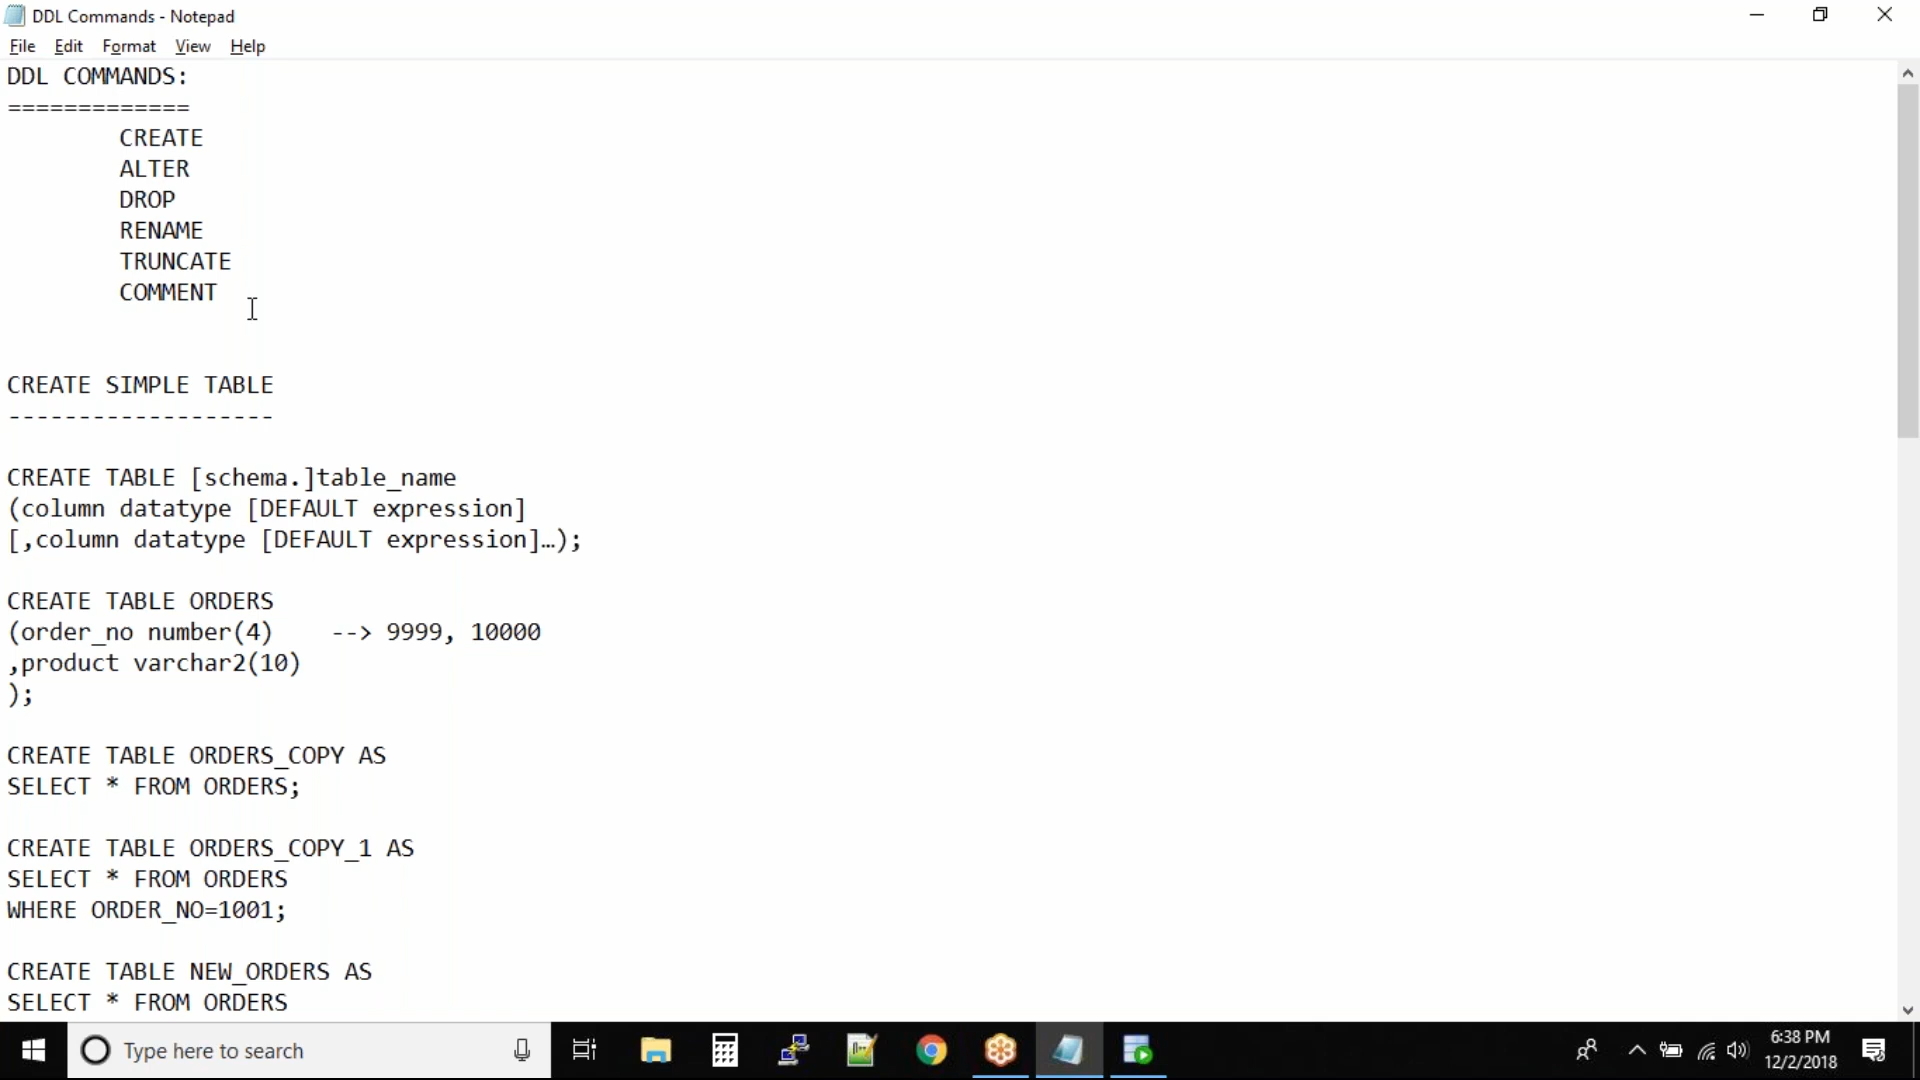 DDL Commands - Notepad
File Edit Format View Help
DDL COMMANDS:
=============
CREATE
ALTER
DROP
RENAME
TRUNCATE
COMMENT
CREATE SIMPLE TABLE
-------------------
CREATE TABLE [schema.]table_name
(column datatype [DEFAULT expression]
[,column datatype [DEFAULT expression]…);
CREATE TABLE ORDERS
(order_no number(4)    --> 9999, 10000
,product varchar2(10)
);
CREATE TABLE ORDERS_COPY AS
SELECT * FROM ORDERS;
CREATE TABLE ORDERS_COPY_1 AS
SELECT * FROM ORDERS
WHERE ORDER_NO=1001;
CREATE TABLE NEW_ORDERS AS
SELECT * FROM ORDERS
Type here to search
6:38 PM
12/2/2018